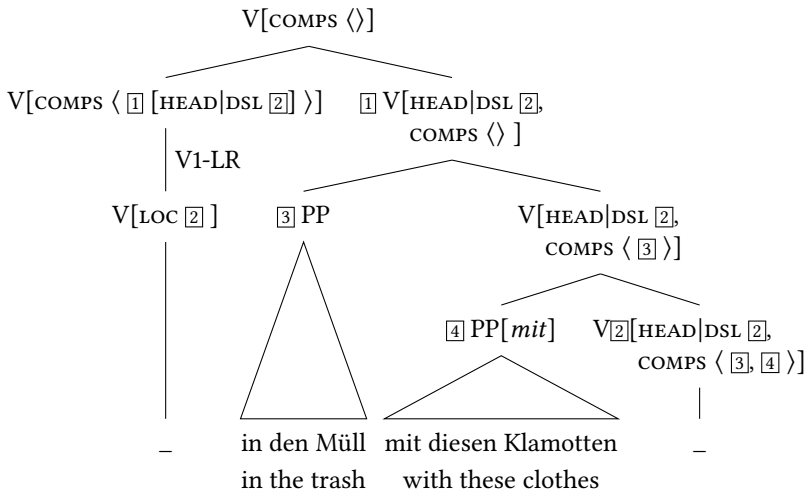 V[COMPS ⟨⟩]
V[COMPS ⟨ 1 [HEAD|DSL 2] ⟩] 1 V[HEAD|DSL 2,
COMPS ⟨⟩ ]
V1-LR
V[LOC 2 ] 3 PP V[HEAD|DSL 2,
COMPS ⟨ 3 ⟩]
4 PP[mit] V2[HEAD|DSL 2,
COMPS ⟨ 3, 4 ⟩]
_ in den Müll mit diesen Klamotten _
in the trash with these clothes